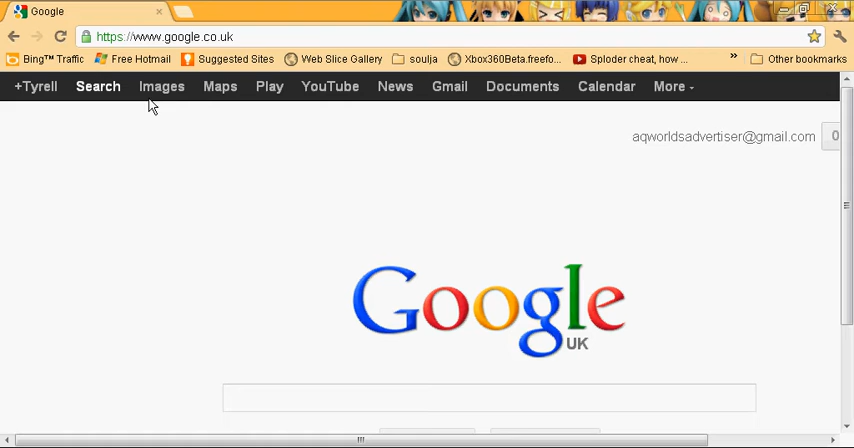 Google
https://www.google.co.uk
Bing™ Traffic Free Hotmail Suggested Sites Web Slice Gallery soulja Xbox360Beta.freefo... Sploder cheat, how ... » Other bookmarks
+Tyrell Search Images Maps Play YouTube News Gmail Documents Calendar More
aqworldsadvertiser@gmail.com 0
Google
UK